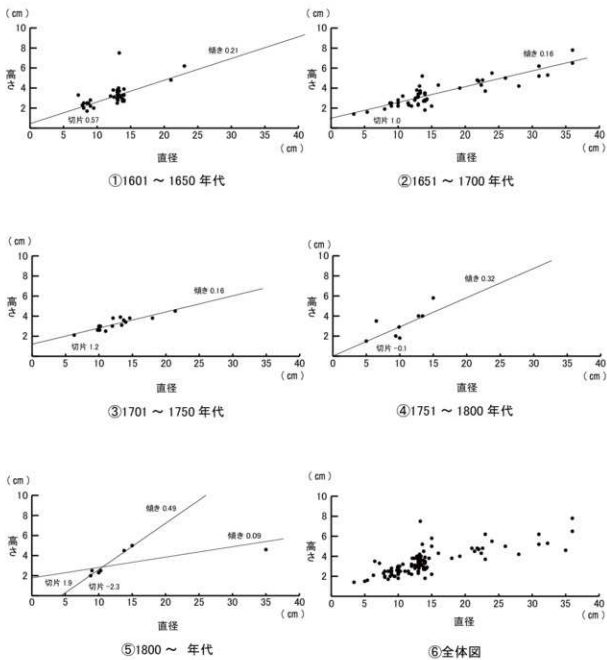 （cm）
高さ
10
8
6
4
2
傾き 0.21
切片 0.57
0 5 10 15 20 25 30 35 40
直径
（cm）
①1601 ～ 1650 年代
（cm）
高さ
10
8
6
4
2
傾き 0.16
切片 1.0
0 5 10 15 20 25 30 35 40
直径
（cm）
②1651 ～ 1700 年代
（cm）
高さ
10
8
6
4
2
傾き 0.16
切片 1.2
0 5 10 15 20 25 30 35 40
直径
（cm）
③1701 ～ 1750 年代
（cm）
高さ
10
8
6
4
2
傾き 0.32
切片 -0.1
0 5 10 15 20 25 30 35 40
直径
（cm）
④1751 ～ 1800 年代
（cm）
高さ
10
8
6
4
2
傾き 0.49
傾き 0.09
切片 1.9
切片 -2.3
0 5 10 15 20 25 30 35 40
直径
（cm）
⑤1800 ～ 年代
（cm）
高さ
10
8
6
4
2
0 5 10 15 20 25 30 35 40
直径
（cm）
⑥全体図